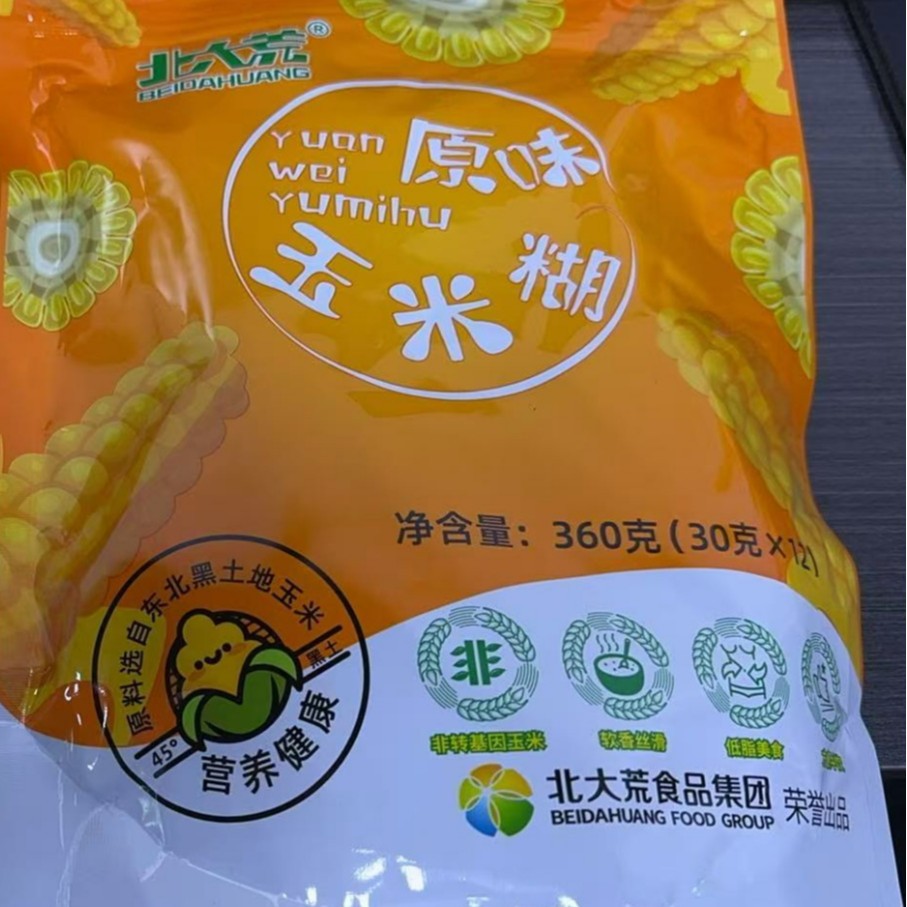 北大荒®
BEIDAHUANG
Yuan 原味
wei
Yumihu
玉米糊
净含量：360克（30克×12）
原料选自东北黑土地玉米
黑土
45°
营养健康
非
非转基因玉米
软香丝滑
低脂美食
北大荒食品集团 荣誉出品
BEIDAHUANG FOOD GROUP